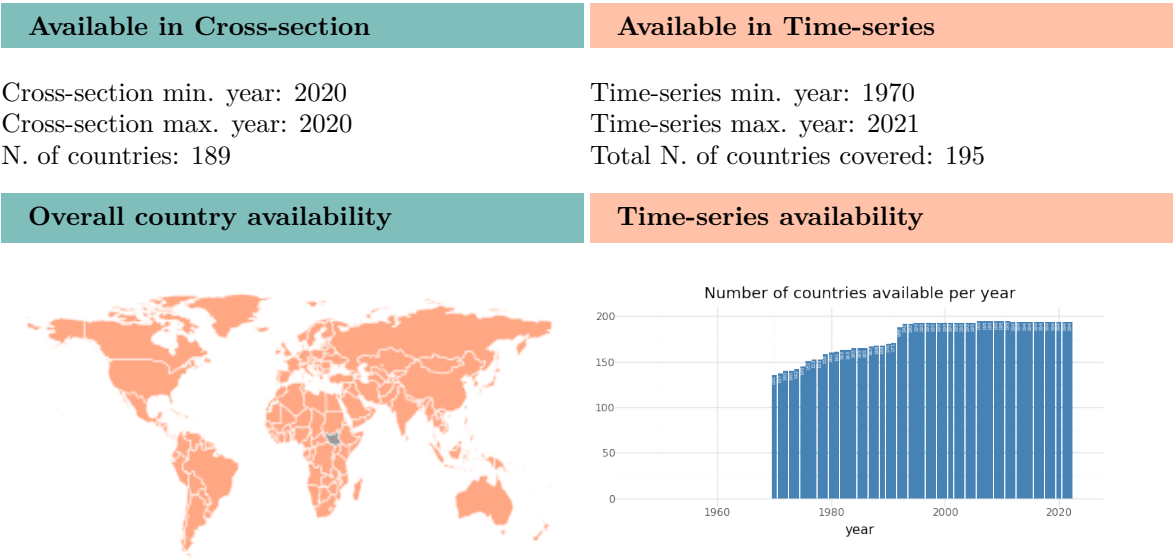 Available in Cross-section
Available in Time-series
Cross-section min. year: 2020
Cross-section max. year: 2020
N. of countries: 189
Time-series min. year: 1970
Time-series max. year: 2021
Total N. of countries covered: 195
Overall country availability
Time-series availability
Number of countries available per year
200
150
100
50
0
1960
1980
2000
2020
year